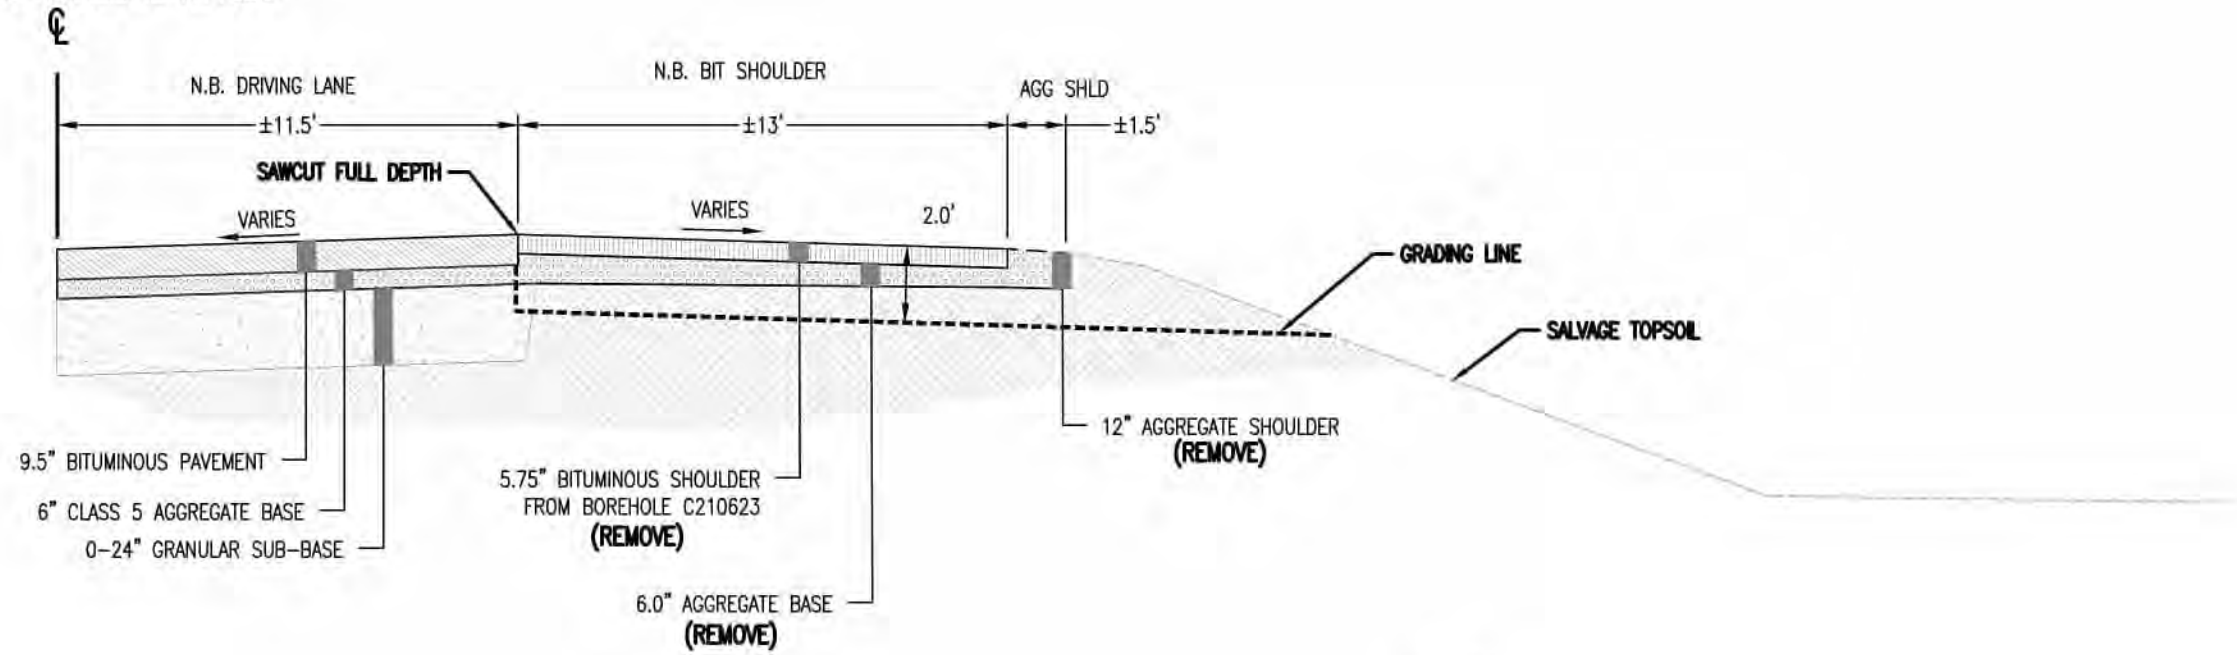 ℄
N.B. DRIVING LANE
N.B. BIT SHOULDER
AGG SHLD
±11.5'
±13'
±1.5'
SAWCUT FULL DEPTH
VARIES
VARIES
2.0'
GRADING LINE
SALVAGE TOPSOIL
12" AGGREGATE SHOULDER
(REMOVE)
9.5" BITUMINOUS PAVEMENT
5.75" BITUMINOUS SHOULDER
FROM BOREHOLE C210623
(REMOVE)
6" CLASS 5 AGGREGATE BASE
0-24" GRANULAR SUB-BASE
6.0" AGGREGATE BASE
(REMOVE)